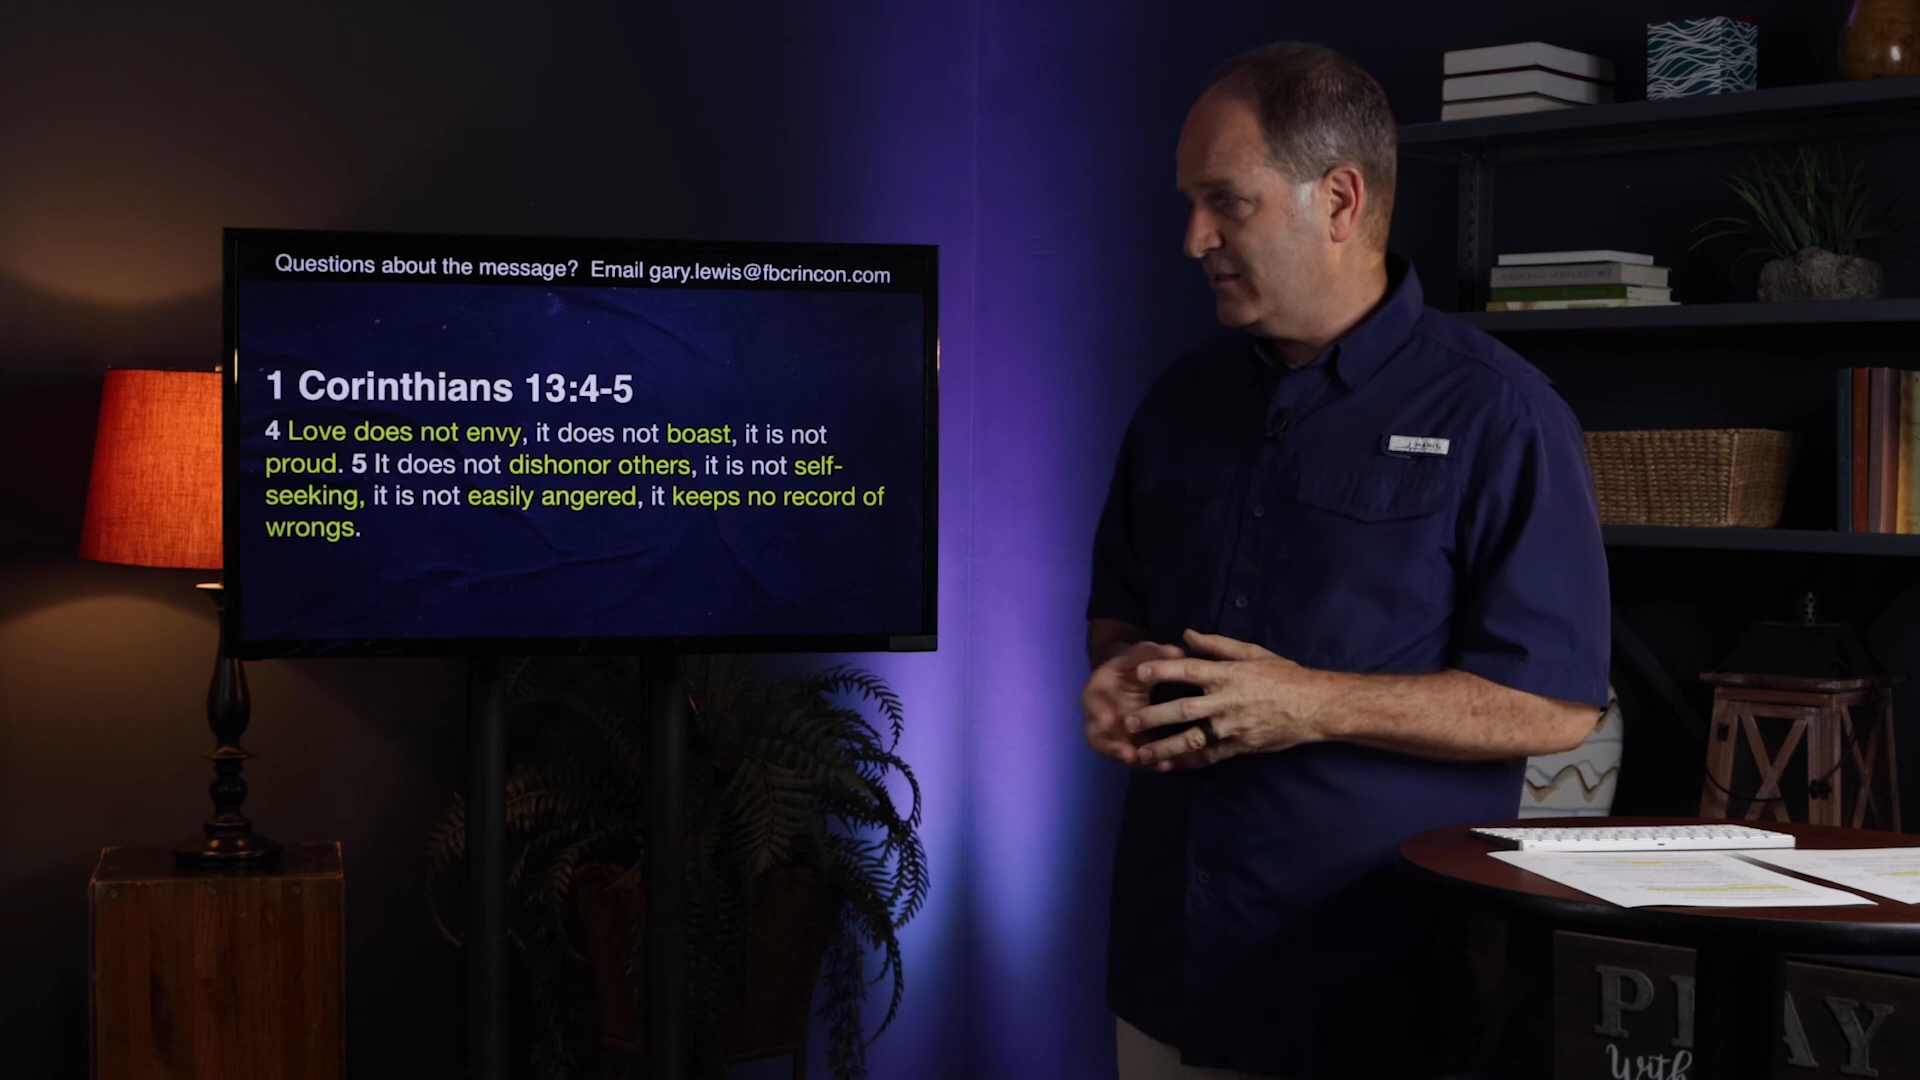 Questions about the message? Email gary.lewis@fbcrincon.com
1 Corinthians 13:4-5
4 Love does not envy, it does not boast, it is not
proud. 5 It does not dishonor others, it is not self-
seeking, it is not easily angered, it keeps no record of
wrongs.
With